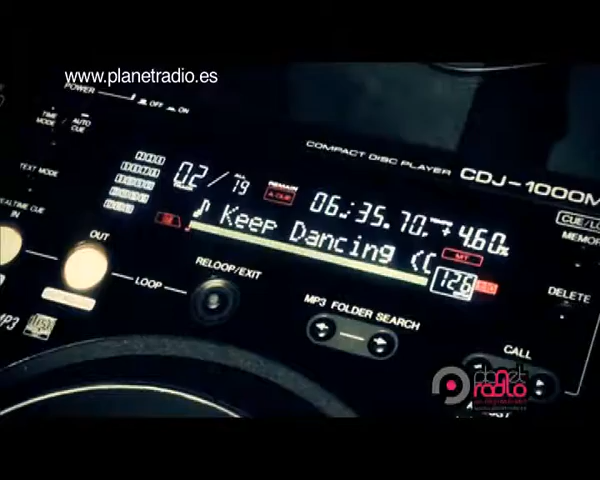 www.planetradio.es
POWER
OFF
ON
TIME MODE / AUTO CUE
TEXT MODE
COMPACT DISC PLAYER
CDJ-1000M
02/19
ALL
REMAIN
A.CUE
06:35.70
+4.60%
♪ Keep Dancing ((
MT
126
REALTIME CUE
IN
OUT
LOOP
RELOOP/EXIT
MP3 FOLDER SEARCH
CUE/LO
MEMOR
DELETE
CALL
MP3
planet
radio